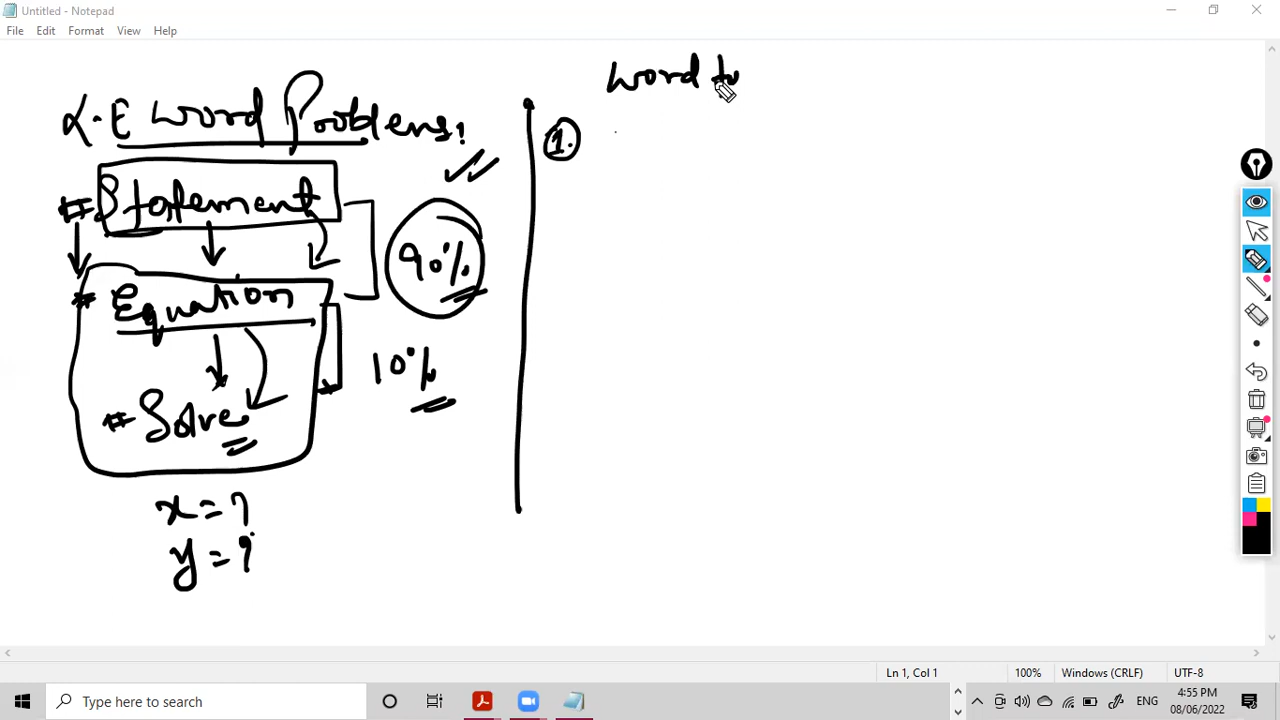 Untitled - Notepad
File Edit Format View Help
L.E word Problems:
# Statement
90%
* Equation
10%
* Solve
x=?
y=?
word to
1.
Ln 1, Col 1 100% Windows (CRLF) UTF-8
Type here to search
ENG
4:55 PM
08/06/2022